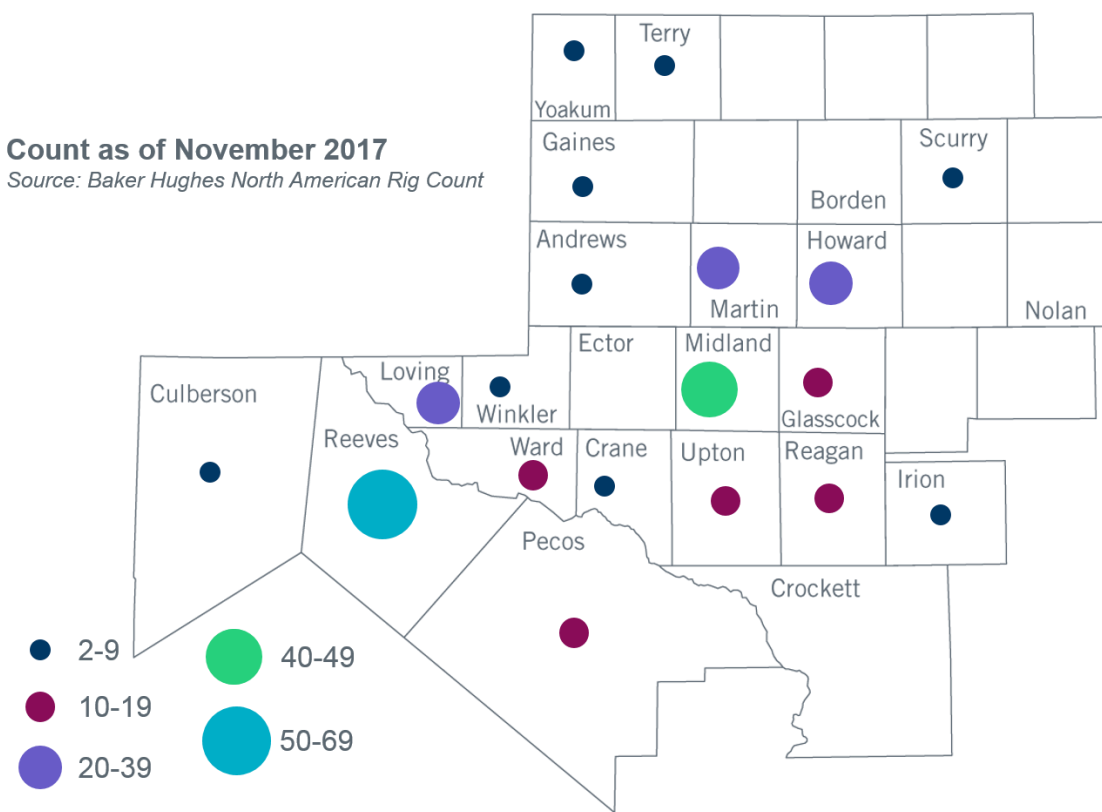 Terry
Yoakum
Count as of November 2017
Source: Baker Hughes North American Rig Count
Gaines
Scurry
Borden
Andrews
Howard
Martin
Nolan
Ector
Midland
Loving
Culberson
Winkler
Glasscock
Reeves
Ward
Crane
Upton
Reagan
Irion
Pecos
Crockett
2-9
40-49
10-19
50-69
20-39